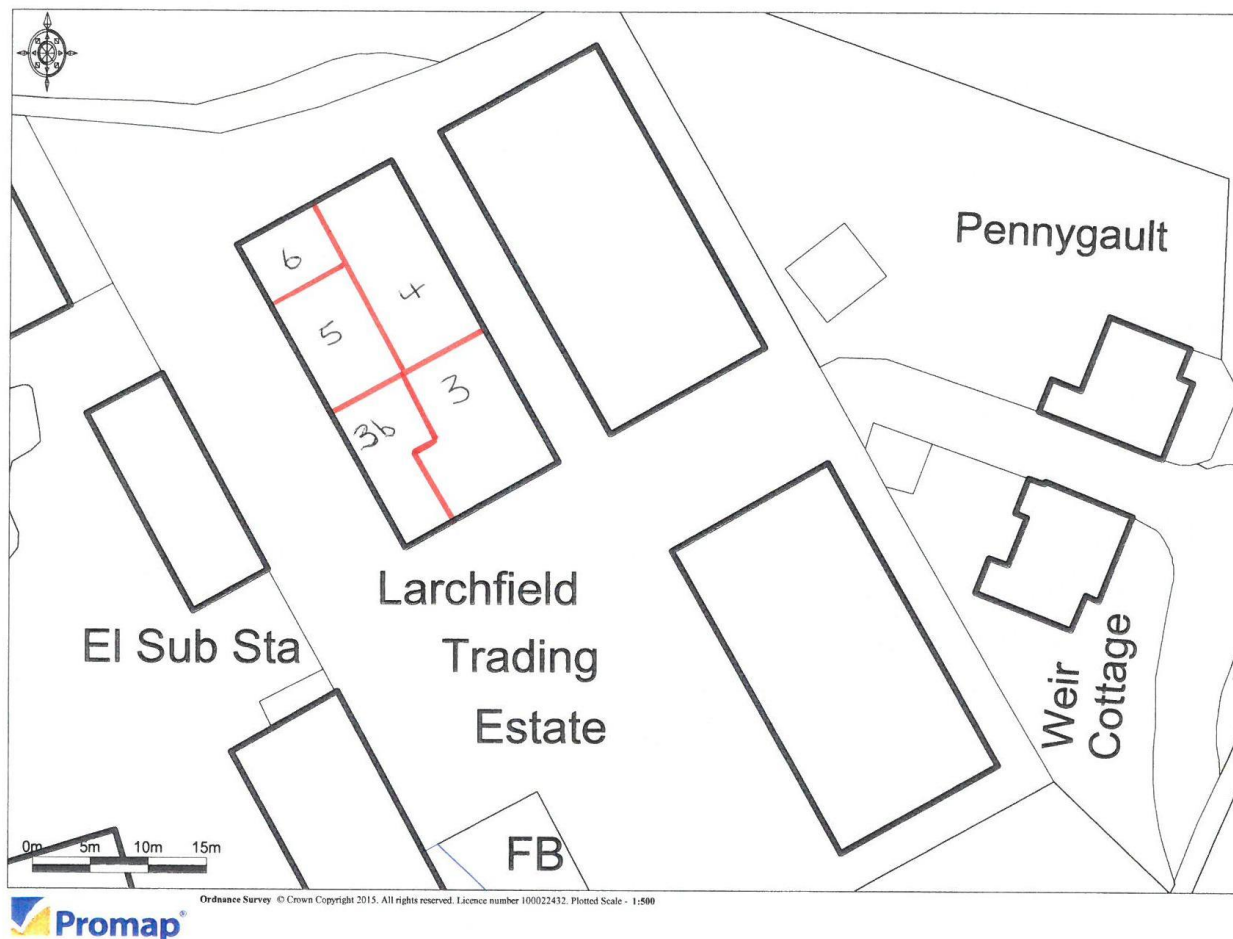 Pennygault
6
4
5
3
3b
Larchfield
Trading
Estate
El Sub Sta
Weir
Cottage
FB
0m 5m 10m 15m
Ordnance Survey © Crown Copyright 2015. All rights reserved. Licence number 100022432. Plotted Scale - 1:500
Promap®